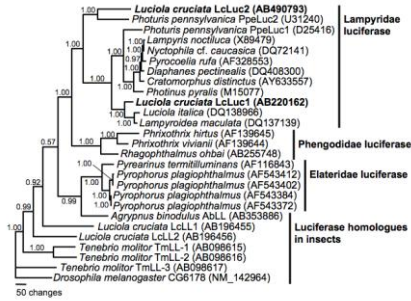 Luciola cruciata LcLuc2 (AB490793)
Photuris pennsylvanica PpeLuc2 (U31240)
Photuris pennsylvanica PpeLuc1 (D25416)
Lampyris noctiluca (X89479)
Nyctophila cf. caucasica (DQ72141)
Pyrocoelia rufa (AF328553)
Diaphanes pectinealis (DQ408300)
Cratomorphus distinctus (AY633557)
Photinus pyralis (M15077)
Luciola cruciata LcLuc1 (AB220162)
Luciola italica (DQ138966)
Lampyroidea maculata (DQ137139)
Lampyridae
luciferase
Phrixothrix hirtus (AF139645)
Phrixothrix vivianii (AF139644)
Rhagophthalmus ohbai (AB255748)
Phengodidae luciferase
Pyrearinus termitilluminans (AF116843)
Pyrophorus plagiophthalmus (AF543412)
Pyrophorus plagiophthalmus (AF543402)
Pyrophorus plagiophthalmus (AF543384)
Pyrophorus plagiophthalmus (AF543372)
Elateridae luciferase
Agrypnus binodulus AbLL (AB353886)
Luciola cruciata LcLL1 (AB196455)
Luciola cruciata LcLL2 (AB196456)
Tenebrio molitor TmLL-1 (AB098615)
Tenebrio molitor TmLL-2 (AB098616)
Tenebrio molitor TmLL-3 (AB098617)
Drosophila melanogaster CG6178 (NM_142964)
Luciferase homologues
in insects
1.00
1.00
1.00
1.00
1.00
0.97
1.00
1.00
1.00
1.00
1.00
1.00
1.00
1.00
1.00
0.92
0.99
0.99
1.00
50 changes